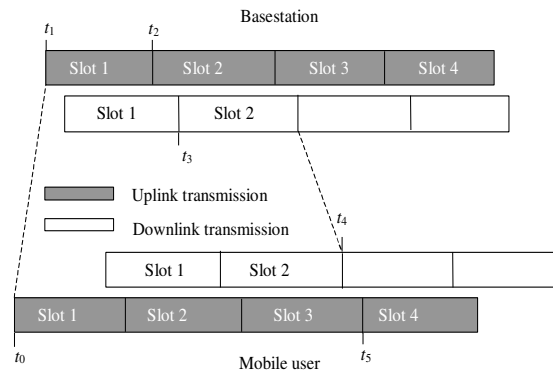 Basestation
t1 t2
Slot 1 Slot 2 Slot 3 Slot 4
Slot 1 Slot 2
t3
Uplink transmission
Downlink transmission
t4
Slot 1 Slot 2
Slot 1 Slot 2 Slot 3 Slot 4
t0 t5
Mobile user